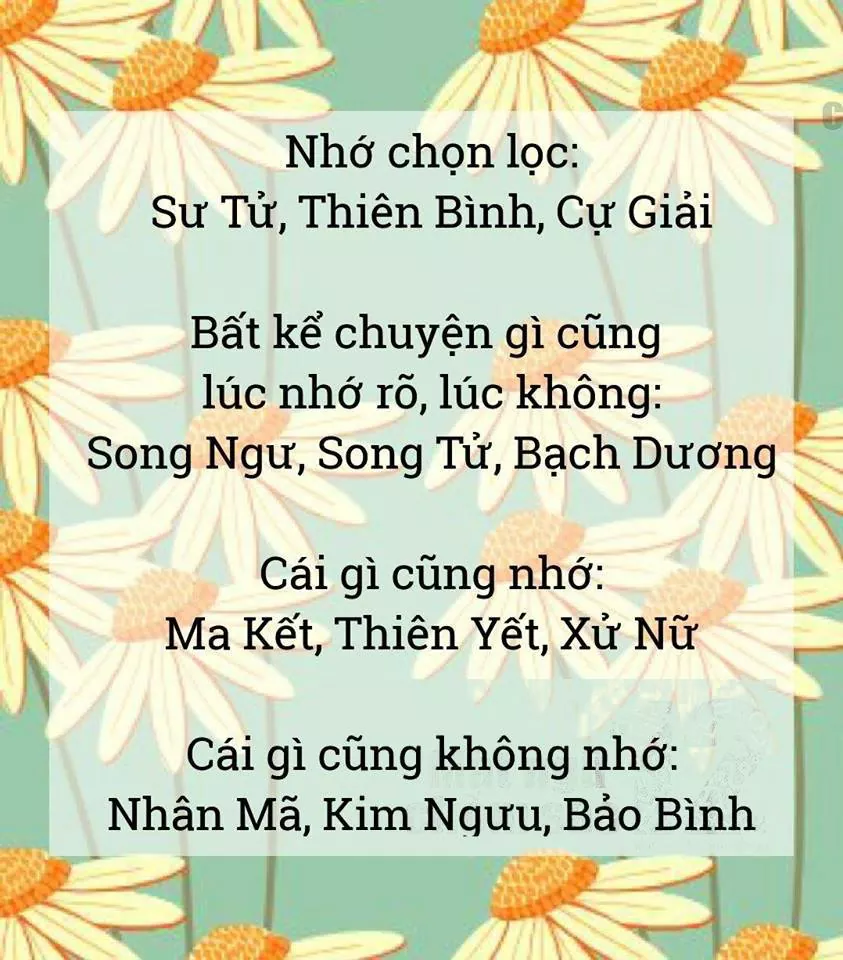 Nhớ chọn lọc:
Sư Tử, Thiên Bình, Cự Giải
Bất kể chuyện gì cũng
lúc nhớ rõ, lúc không:
Song Ngư, Song Tử, Bạch Dương
Cái gì cũng nhớ:
Ma Kết, Thiên Yết, Xử Nữ
Cái gì cũng không nhớ:
Nhân Mã, Kim Ngưu, Bảo Bình